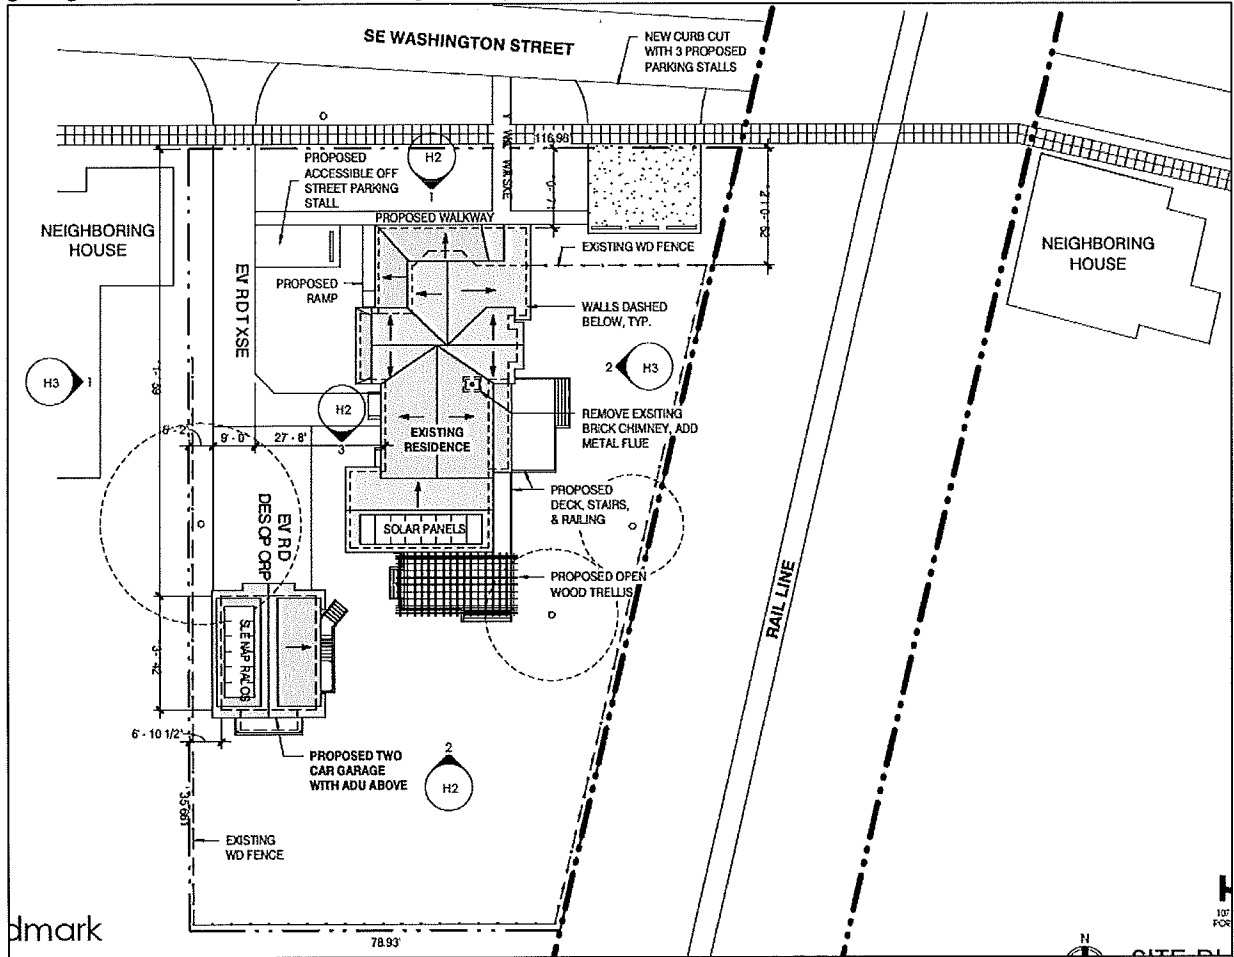 SE WASHINGTON STREET
NEW CURB CUT
WITH 3 PROPOSED
PARKING STALLS
116.98'
PROPOSED
ACCESSIBLE OFF
STREET PARKING
STALL
H2
1
NEIGHBORING
HOUSE
PROPOSED WALKWAY
EXISTING WD FENCE
NEIGHBORING
HOUSE
PROPOSED
RAMP
WALLS DASHED
BELOW, TYP.
H3
1
2
H3
H2
3
REMOVE EXSITING
BRICK CHIMNEY, ADD
METAL FLUE
9' - 0"
27' - 8"
EXISTING
RESIDENCE
PROPOSED
DECK, STAIRS,
& RAILING
SOLAR PANELS
PROPOSED OPEN
WOOD TRELLIS
RAIL LINE
6' - 10 1/2"
PROPOSED TWO
CAR GARAGE
WITH ADU ABOVE
2
H2
EXISTING
WD FENCE
78.93'
dmark
N